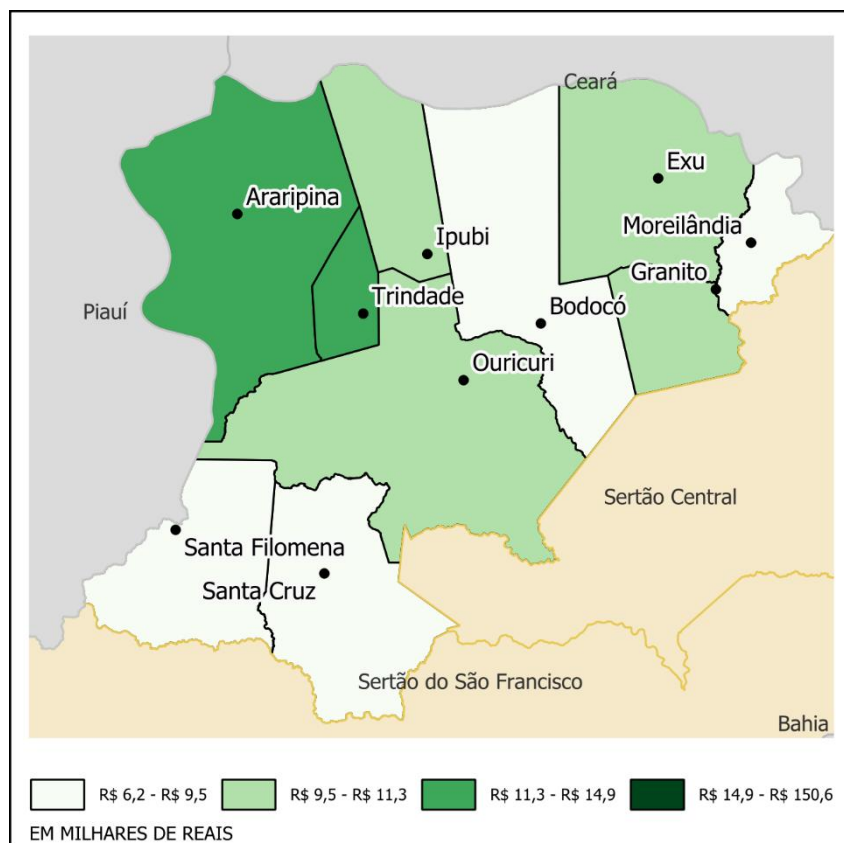 Ceará
Exu
Araripina
Moreilândia
Ipubi
Granito
Trindade
Bodocó
Piauí
Ouricuri
Sertão Central
Santa Filomena
Santa Cruz
Sertão do São Francisco
Bahia
R$ 6,2 - R$ 9,5 R$ 9,5 - R$ 11,3 R$ 11,3 - R$ 14,9 R$ 14,9 - R$ 150,6
EM MILHARES DE REAIS